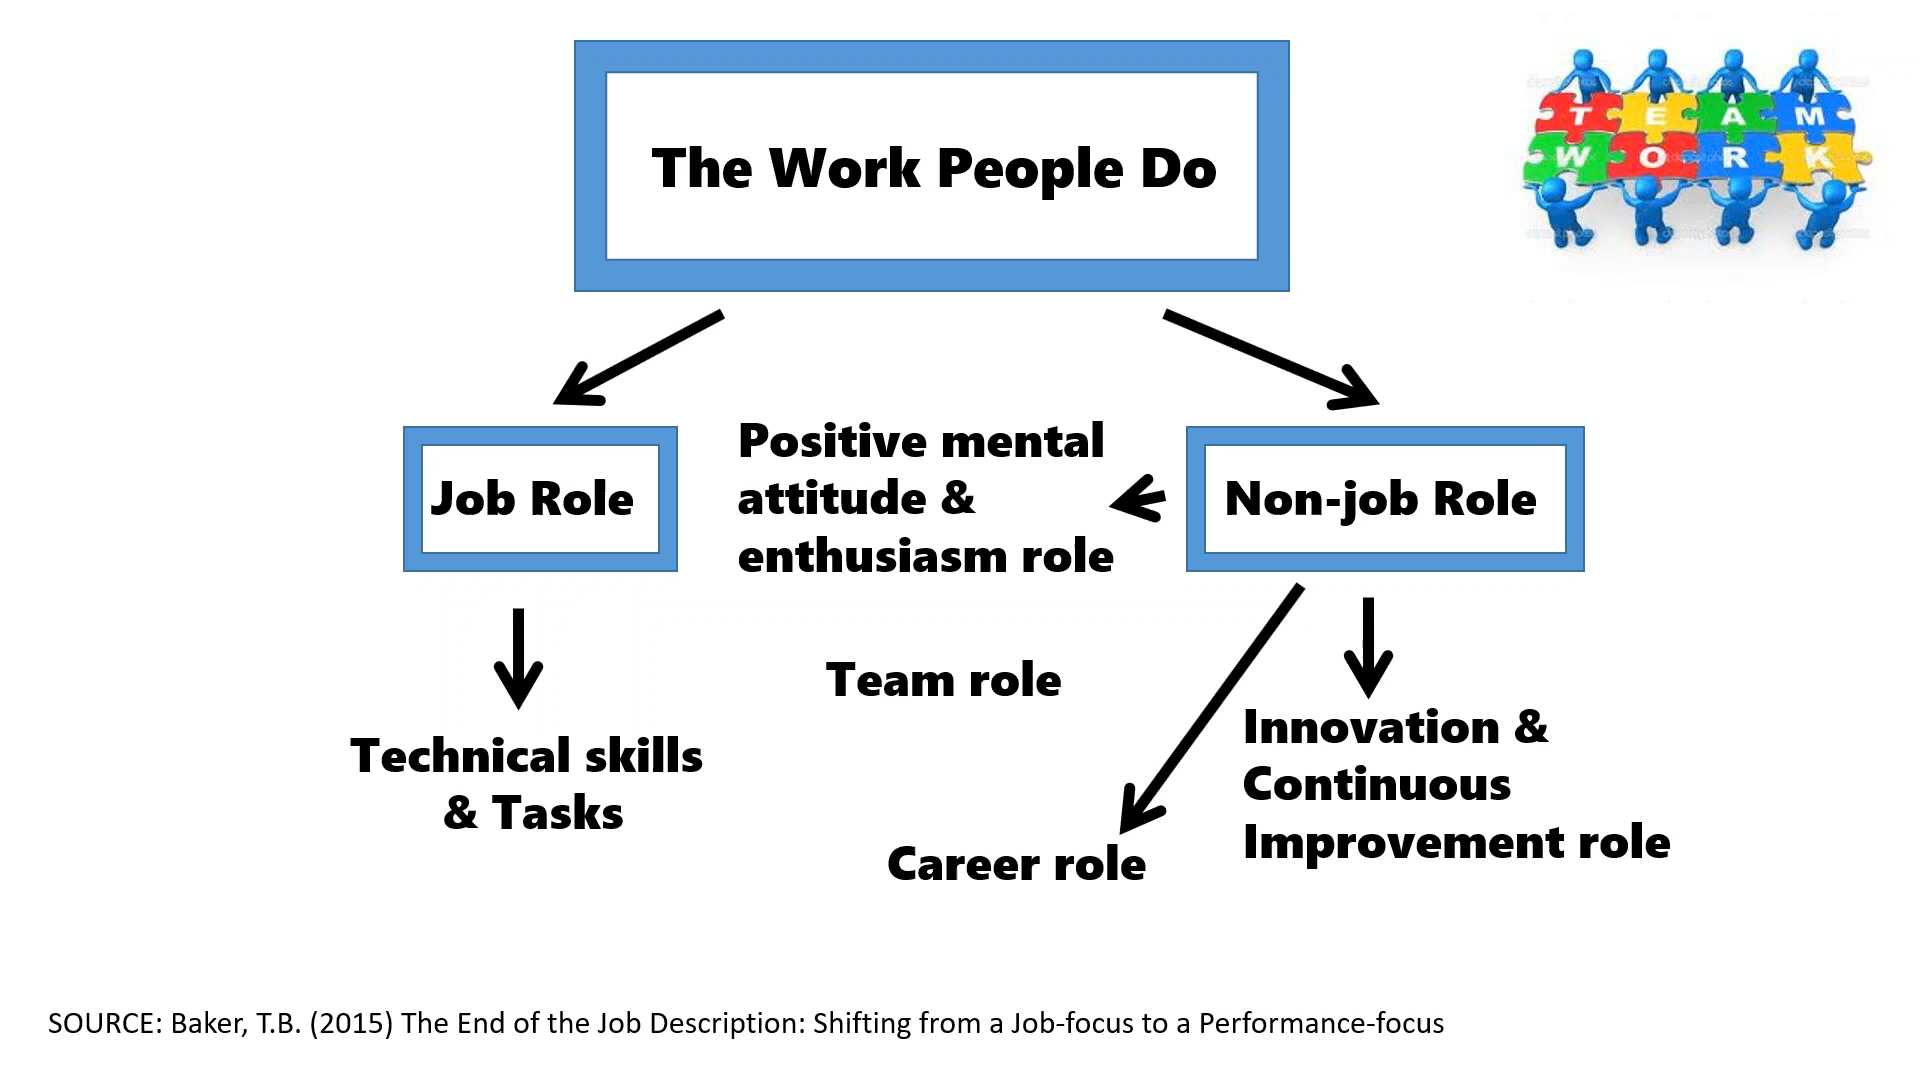 The Work People Do
T E A M
W O R K
Job Role
Positive mental
attitude &
enthusiasm role
Non-job Role
Team role
Technical skills
& Tasks
Innovation &
Continuous
Improvement role
Career role
SOURCE: Baker, T.B. (2015) The End of the Job Description: Shifting from a Job-focus to a Performance-focus